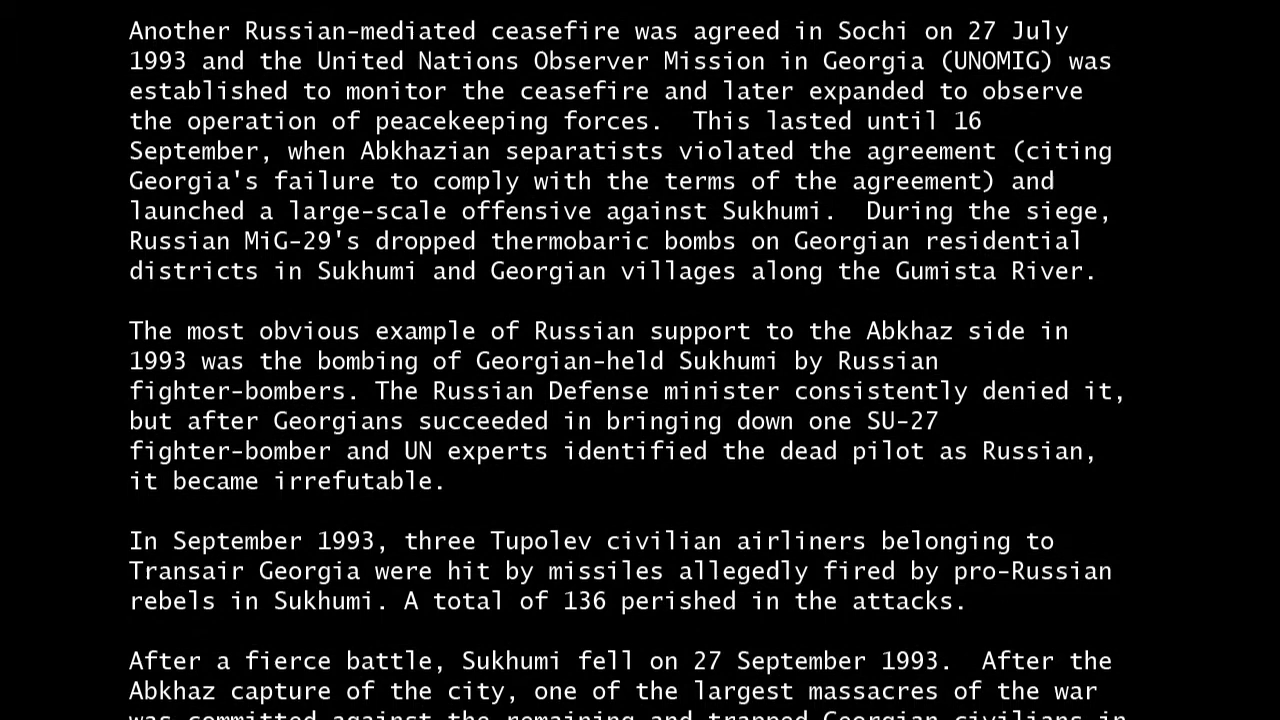 Another Russian-mediated ceasefire was agreed in Sochi on 27 July
1993 and the United Nations Observer Mission in Georgia (UNOMIG) was
established to monitor the ceasefire and later expanded to observe
the operation of peacekeeping forces.  This lasted until 16
September, when Abkhazian separatists violated the agreement (citing
Georgia's failure to comply with the terms of the agreement) and
launched a large-scale offensive against Sukhumi.  During the siege,
Russian MiG-29's dropped thermobaric bombs on Georgian residential
districts in Sukhumi and Georgian villages along the Gumista River.

The most obvious example of Russian support to the Abkhaz side in
1993 was the bombing of Georgian-held Sukhumi by Russian
fighter-bombers. The Russian Defense minister consistently denied it,
but after Georgians succeeded in bringing down one SU-27
fighter-bomber and UN experts identified the dead pilot as Russian,
it became irrefutable.

In September 1993, three Tupolev civilian airliners belonging to
Transair Georgia were hit by missiles allegedly fired by pro-Russian
rebels in Sukhumi. A total of 136 perished in the attacks.

After a fierce battle, Sukhumi fell on 27 September 1993.  After the
Abkhaz capture of the city, one of the largest massacres of the war
was committed against the remaining and trapped Georgian civilians in